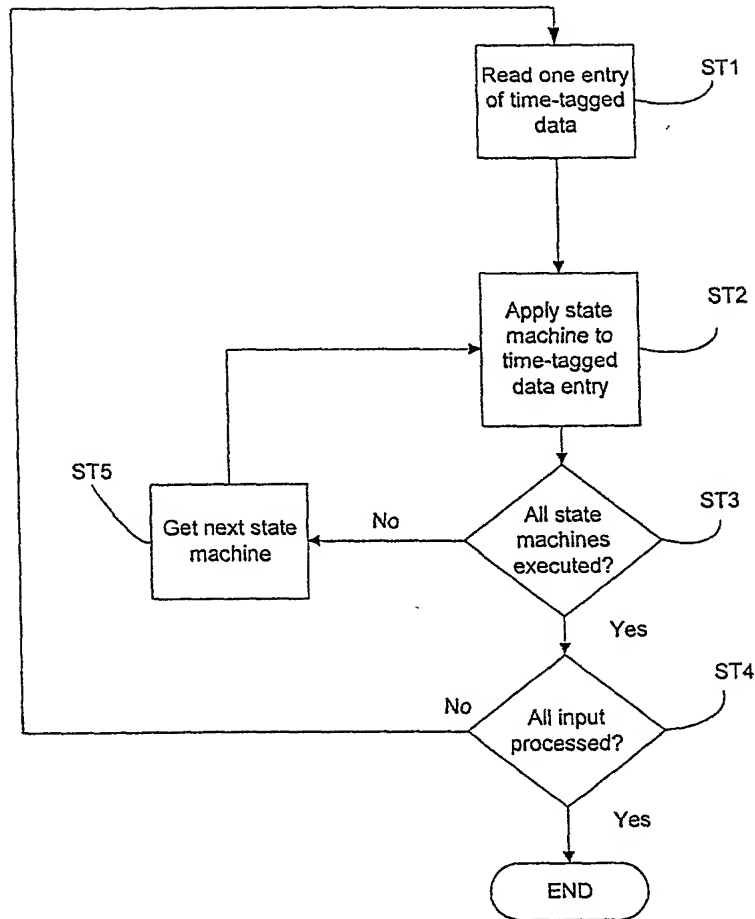 Read one entry
of time-tagged
data
ST1
Apply state
machine to
time-tagged
data entry
ST2
ST5
Get next state
machine
No
All state
machines
executed?
ST3
Yes
No
All input
processed?
ST4
Yes
END